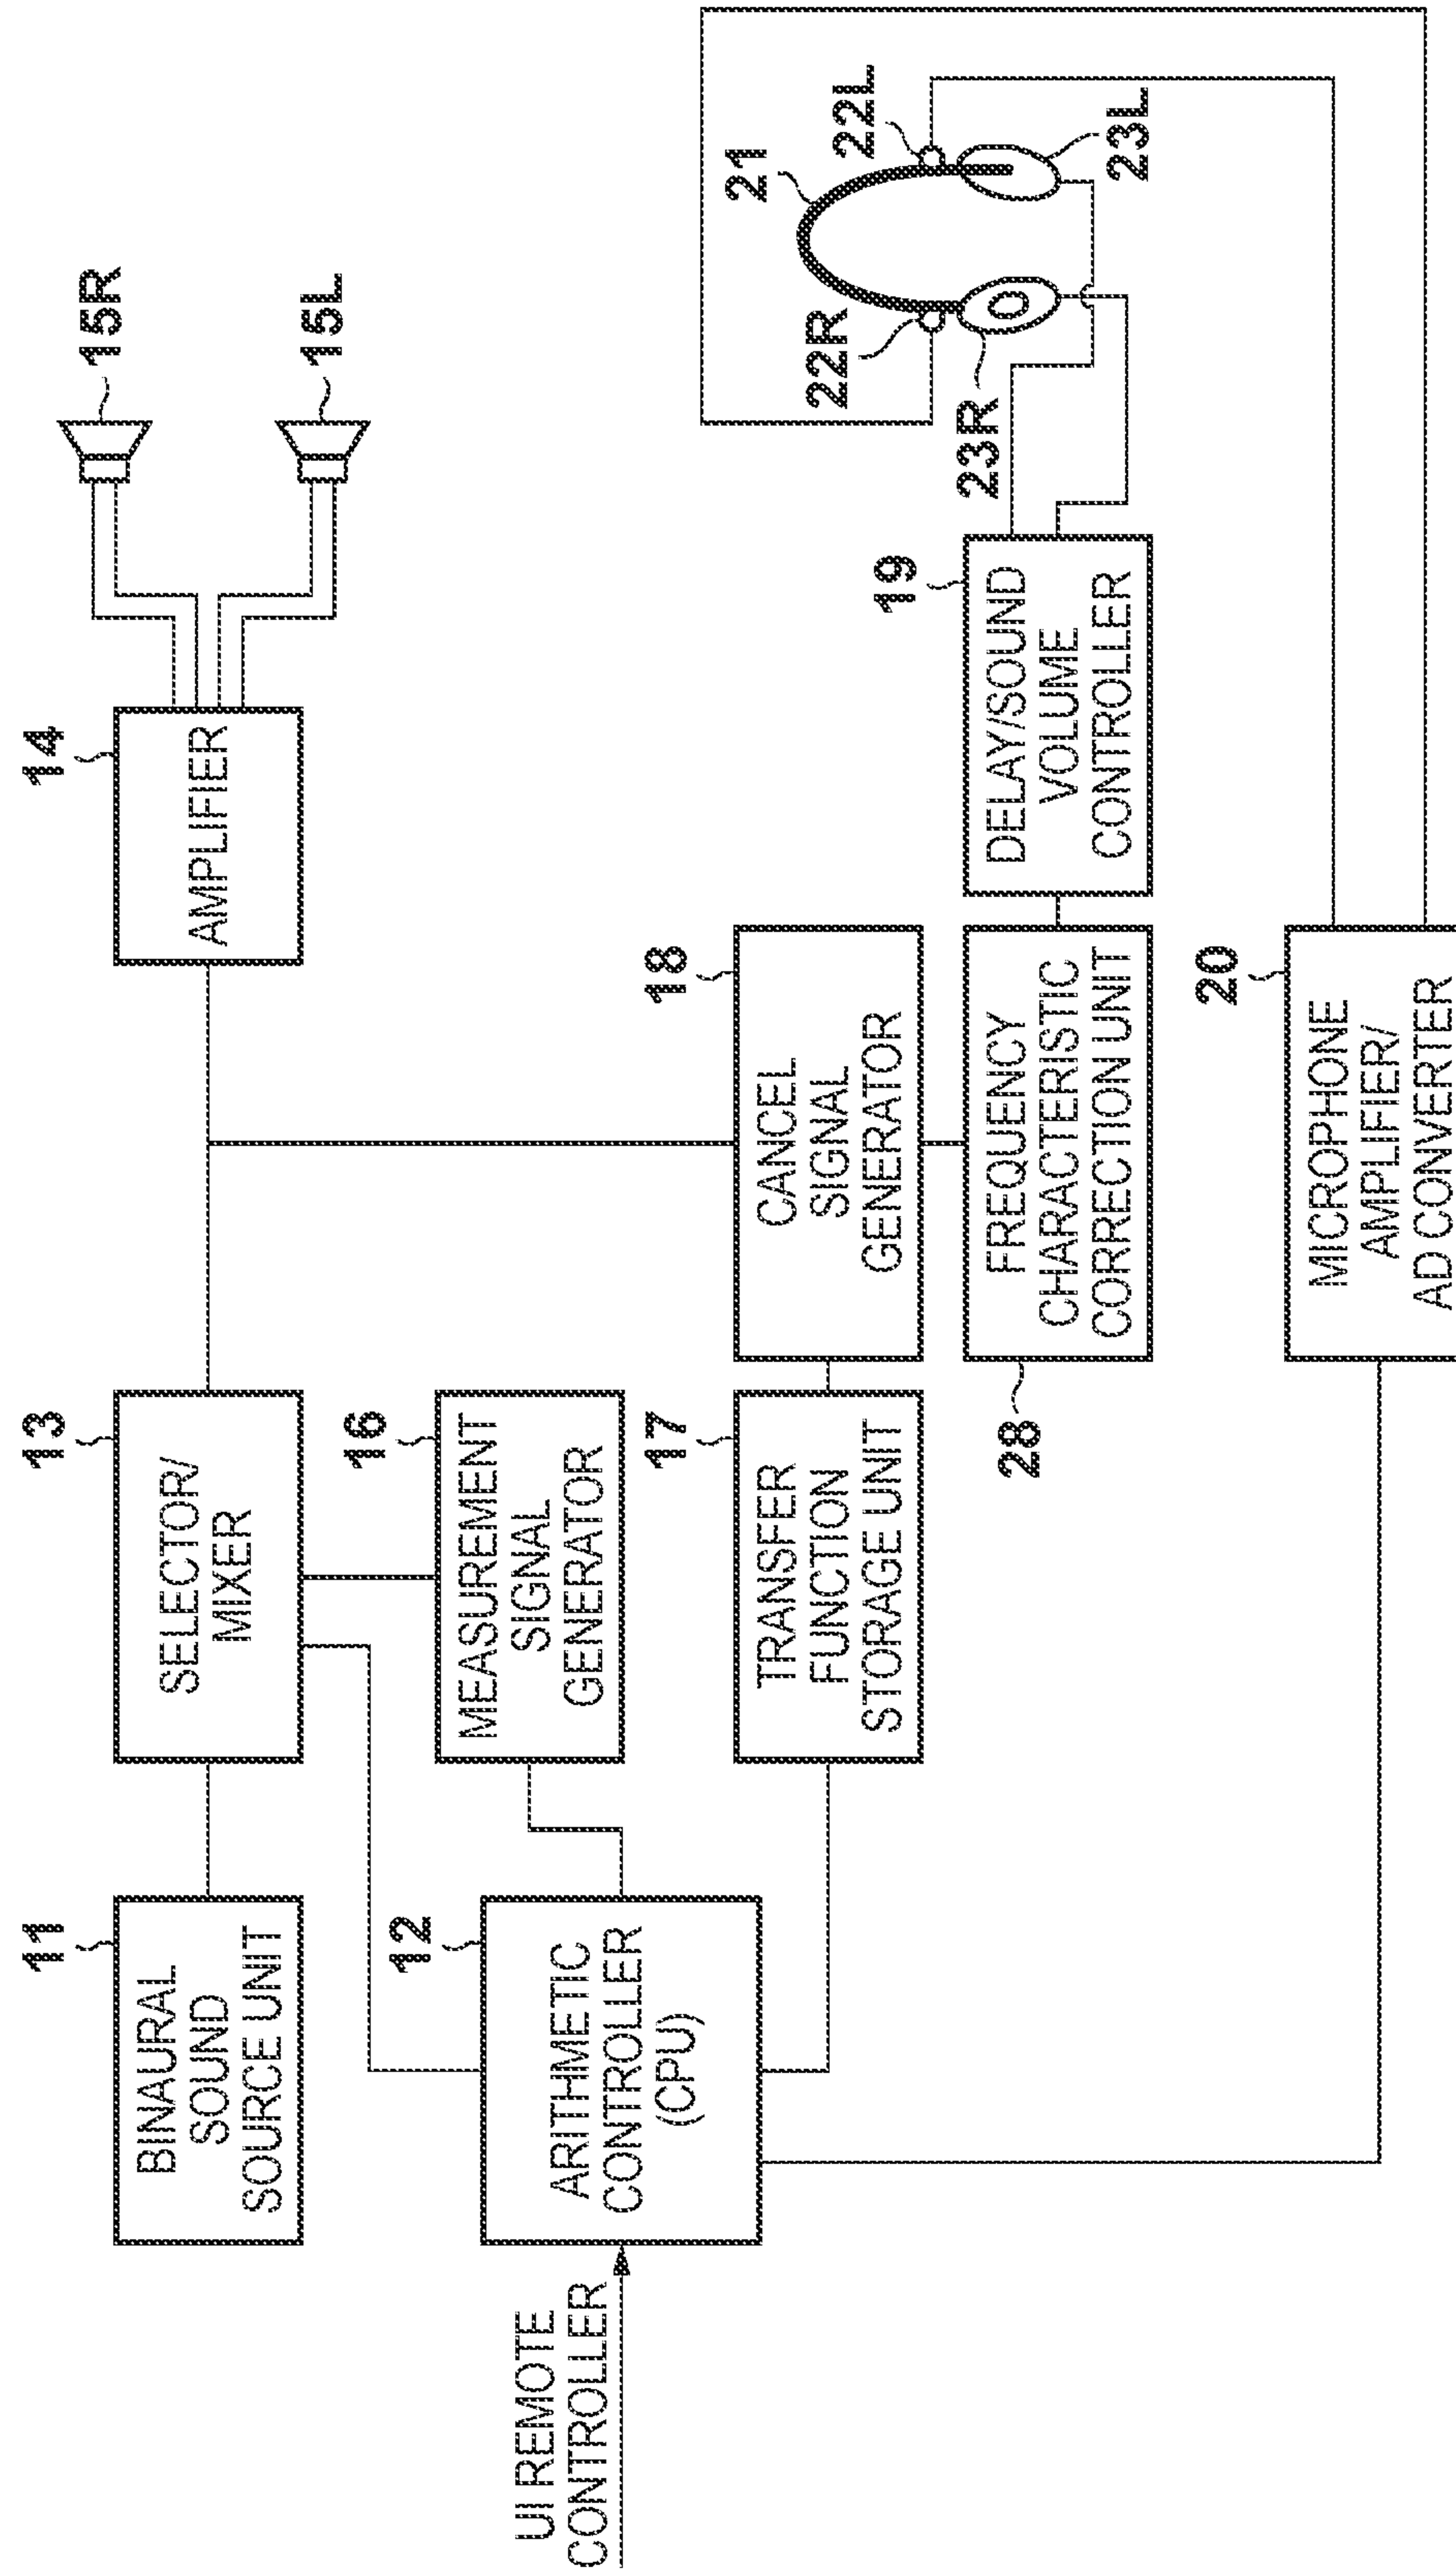 11
BINAURAL
SOUND
SOURCE UNIT
13
SELECTOR/
MIXER
14
AMPLIFIER
15R
15L
UI REMOTE
CONTROLLER
12
ARITHMETIC
CONTROLLER
(CPU)
16
MEASUREMENT
SIGNAL
GENERATOR
17
TRANSFER
FUNCTION
STORAGE UNIT
18
CANCEL
SIGNAL
GENERATOR
28
FREQUENCY
CHARACTERISTIC
CORRECTION UNIT
19
DELAY/SOUND
VOLUME
CONTROLLER
21
22R
22L
23R
23L
20
MICROPHONE
AMPLIFIER/
AD CONVERTER